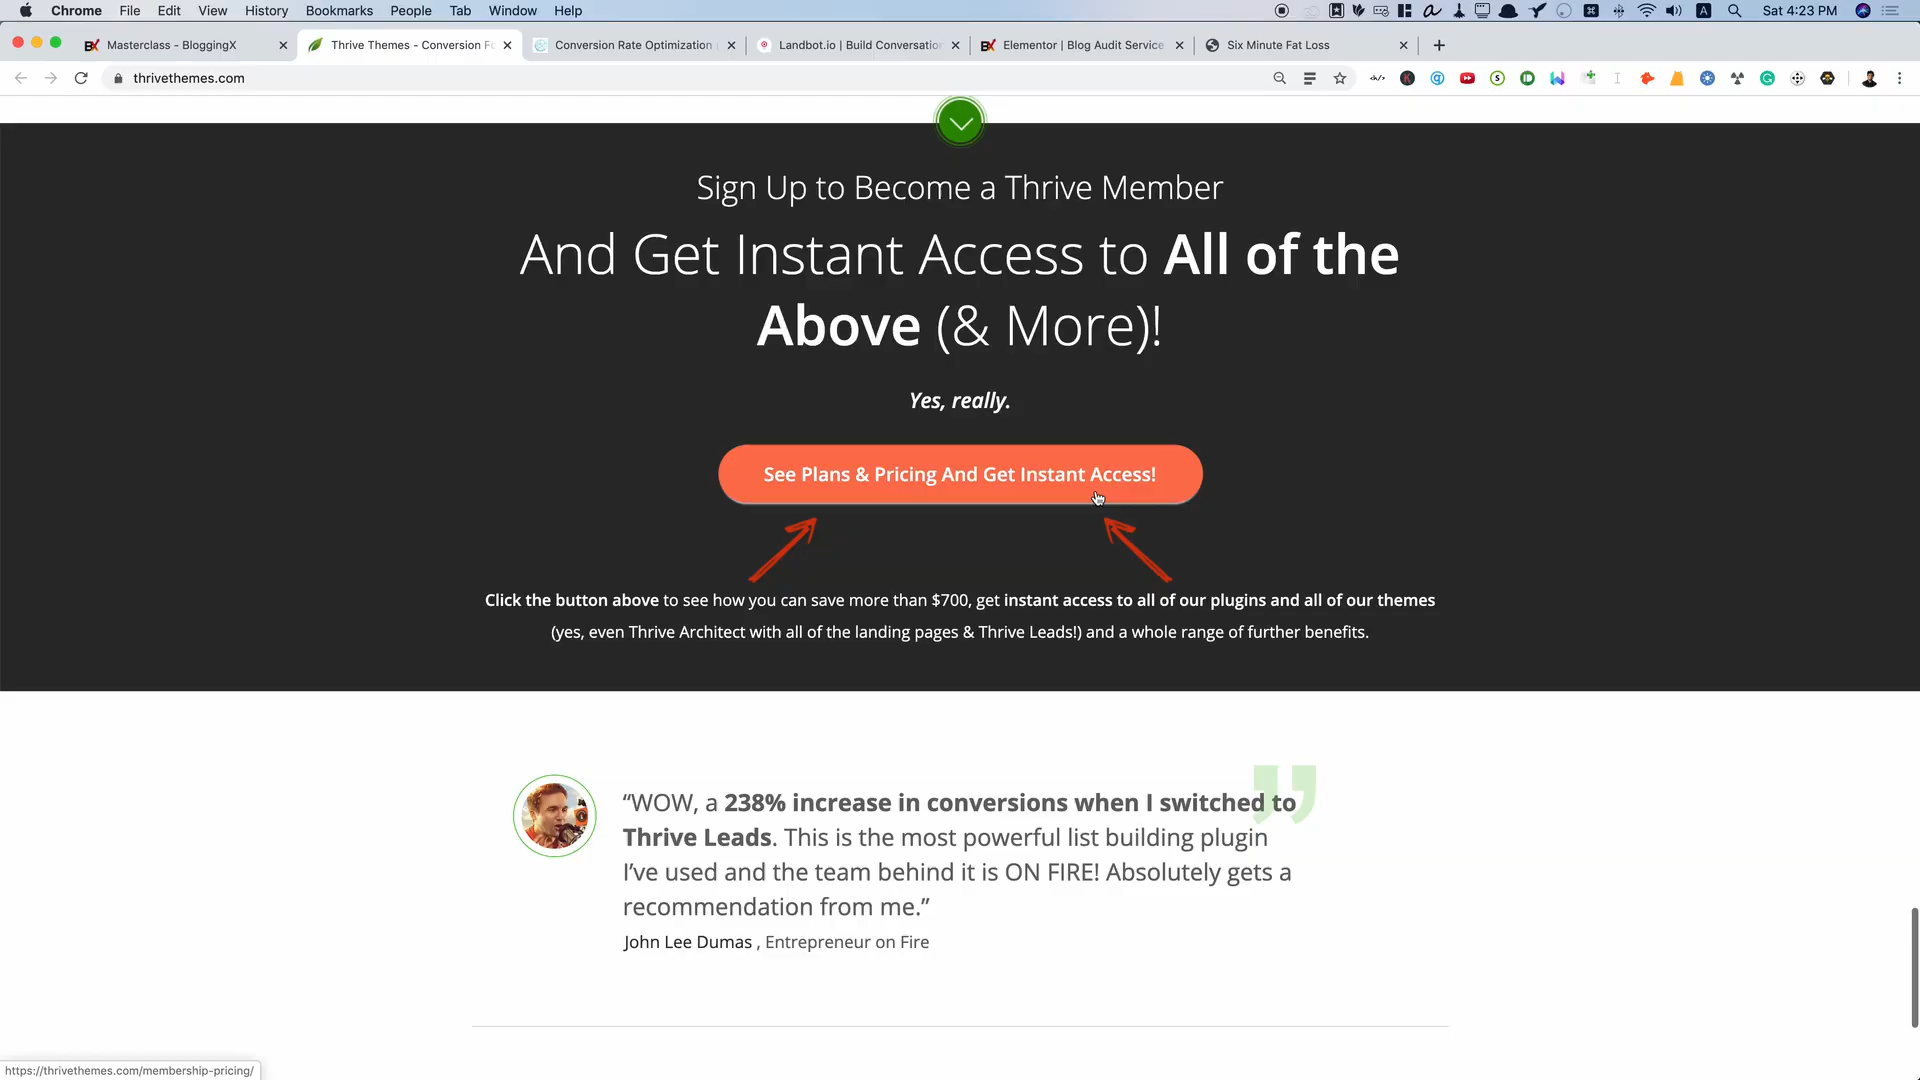 Chrome File Edit View History Bookmarks People Tab Window Help Sat 4:23 PM
Masterclass - BloggingX Thrive Themes - Conversion Fo Conversion Rate Optimization Landbot.io | Build Conversation Elementor | Blog Audit Service Six Minute Fat Loss
thrivethemes.com
Sign Up to Become a Thrive Member
And Get Instant Access to All of the
Above (& More)!
Yes, really.
See Plans & Pricing And Get Instant Access!
Click the button above to see how you can save more than $700, get instant access to all of our plugins and all of our themes
(yes, even Thrive Architect with all of the landing pages & Thrive Leads!) and a whole range of further benefits.
“WOW, a 238% increase in conversions when I switched to
Thrive Leads. This is the most powerful list building plugin
I’ve used and the team behind it is ON FIRE! Absolutely gets a
recommendation from me.”
John Lee Dumas , Entrepreneur on Fire
https://thrivethemes.com/membership-pricing/